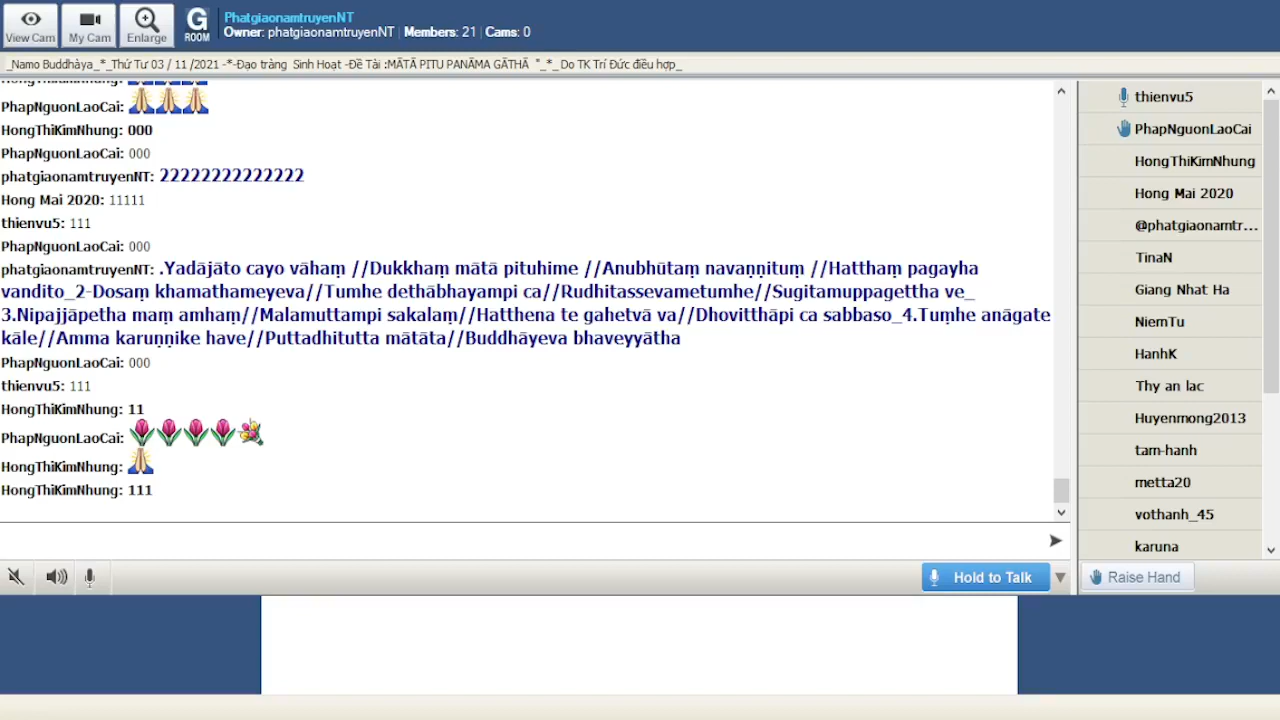 PhatgiaonamtruyenNT
Owner: phatgiaonamtruyenNT | Members: 21 | Cams: 0
View Cam
My Cam
Enlarge
G
ROOM
_Namo Buddhàya_*_Thứ Tư 03 / 11 /2021 -*-Đạo tràng Sinh Hoạt -Đề Tài :MĀTĀ PITU PANĀMA GĀTHĀ "_*_ Do TK Trí Đức điều hợp_
HongThiKimNhung:
PhapNguonLaoCai:
HongThiKimNhung: 000
PhapNguonLaoCai: 000
phatgiaonamtruyenNT: 22222222222222
Hong Mai 2020: 11111
thienvu5: 111
PhapNguonLaoCai: 000
phatgiaonamtruyenNT: .Yadājāto cayo vāhaṃ //Dukkhaṃ mātā pituhime //Anubhūtaṃ navaṇṇituṃ //Hatthaṃ pagayha
vandito_2-Dosaṃ khamathameyeva//Tumhe dethābhayampi ca//Rudhitassevametumhe//Sugitamuppagettha ve_
3.Nipajjāpetha maṃ amhaṃ//Malamuttampi sakalaṃ//Hatthena te gahetvā va//Dhovitthāpi ca sabbaso_4.Tuṃhe anāgate
kāle//Amma karuṇṇike have//Puttadhitutta mātāta//Buddhāyeva bhaveyyātha
PhapNguonLaoCai: 000
thienvu5: 111
HongThiKimNhung: 11
PhapNguonLaoCai:
HongThiKimNhung:
HongThiKimNhung: 111
thienvu5
PhapNguonLaoCai
HongThiKimNhung
Hong Mai 2020
@phatgiaonamtr...
TinaN
Giang Nhat Ha
NiemTu
HanhK
Thy an lac
Huyenmong2013
tam-hanh
metta20
vothanh_45
karuna
Hold to Talk
Raise Hand